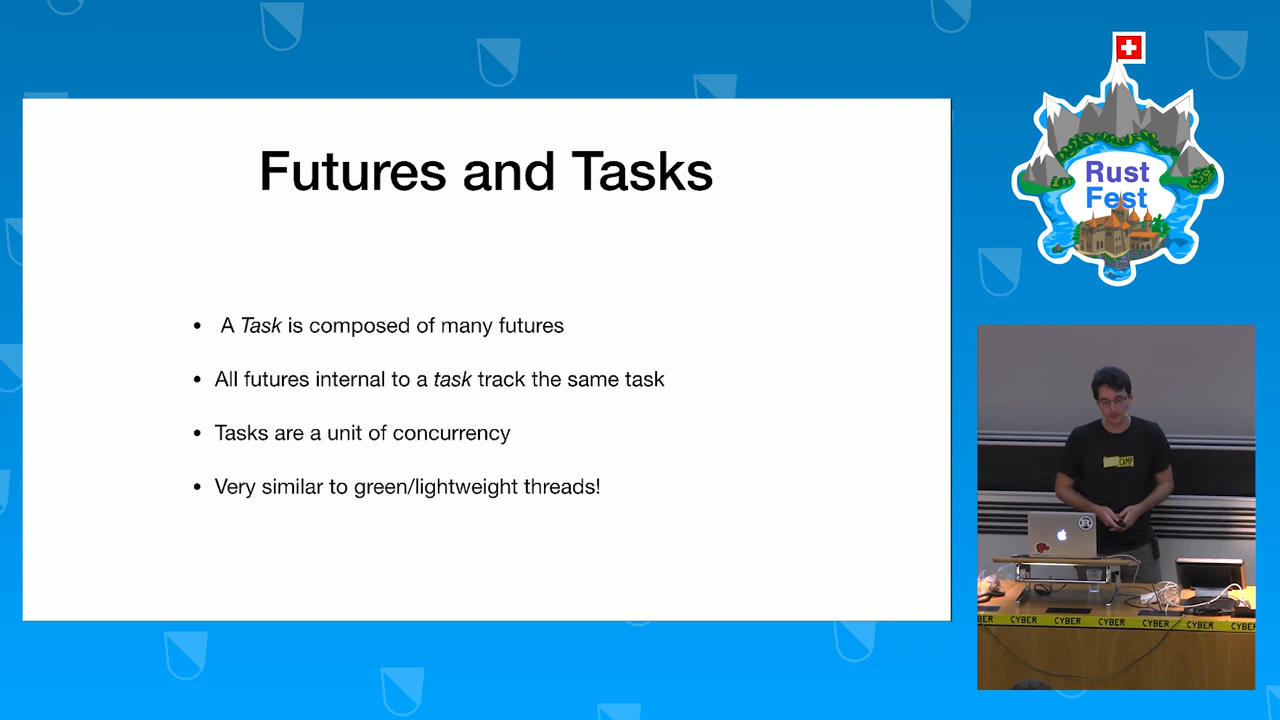 Futures and Tasks
• A Task is composed of many futures
• All futures internal to a task track the same task
• Tasks are a unit of concurrency
• Very similar to green/lightweight threads!
Rust
Fest
CAMP
CYBER CYBER CYBER CYBER CYBER CYBER